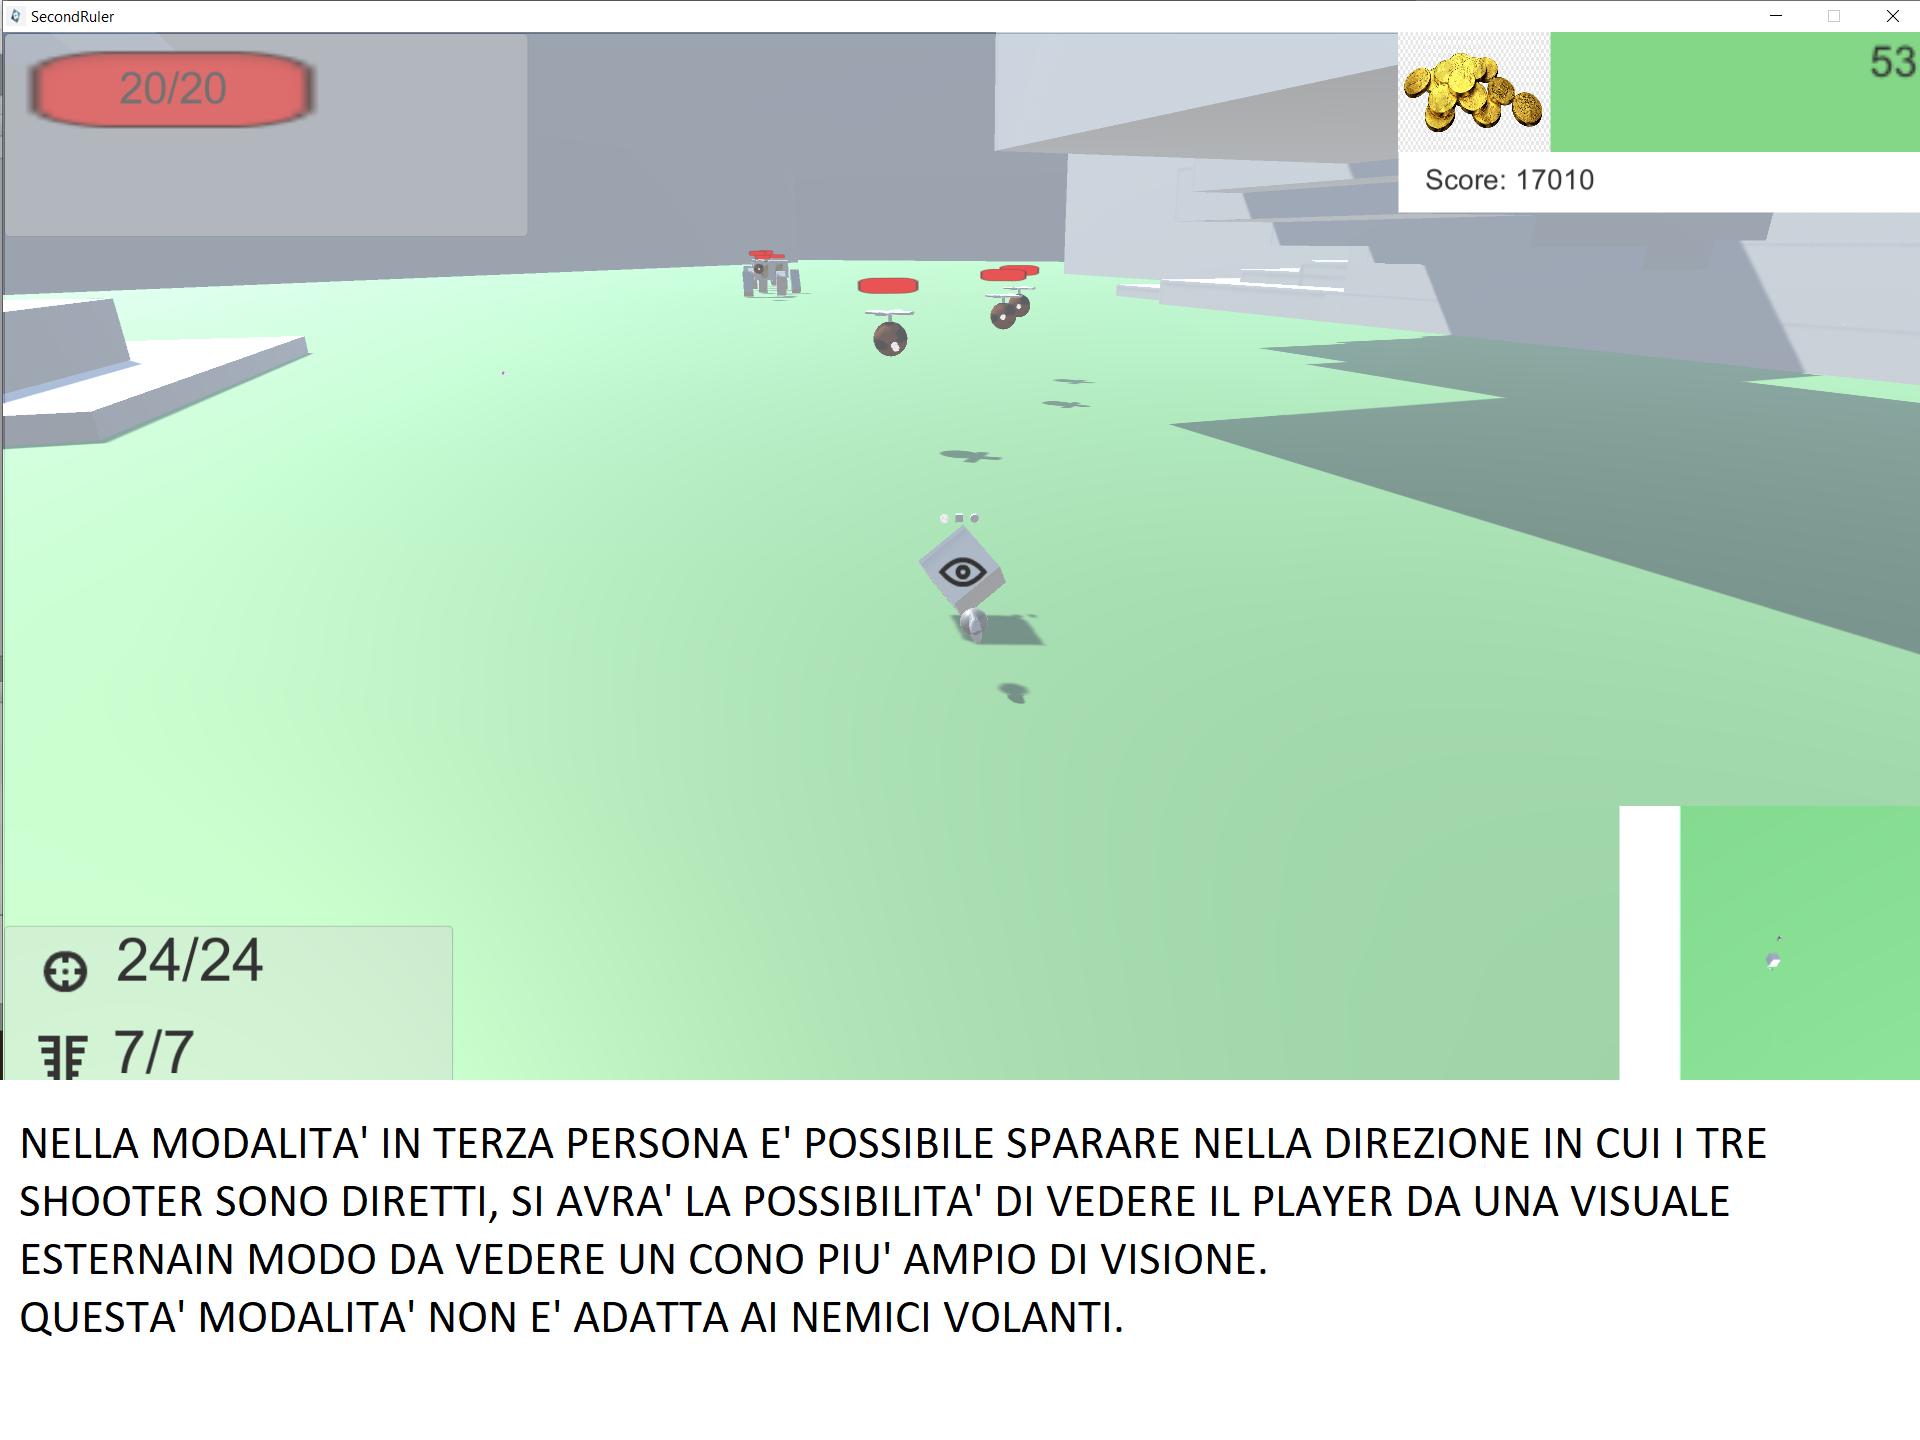 SecondRuler
20/20
53
Score: 17010
24/24
7/7
NELLA MODALITA' IN TERZA PERSONA E' POSSIBILE SPARARE NELLA DIREZIONE IN CUI I TRE
SHOOTER SONO DIRETTI, SI AVRA' LA POSSIBILITA' DI VEDERE IL PLAYER DA UNA VISUALE
ESTERNAIN MODO DA VEDERE UN CONO PIU' AMPIO DI VISIONE.
QUESTA' MODALITA' NON E' ADATTA AI NEMICI VOLANTI.